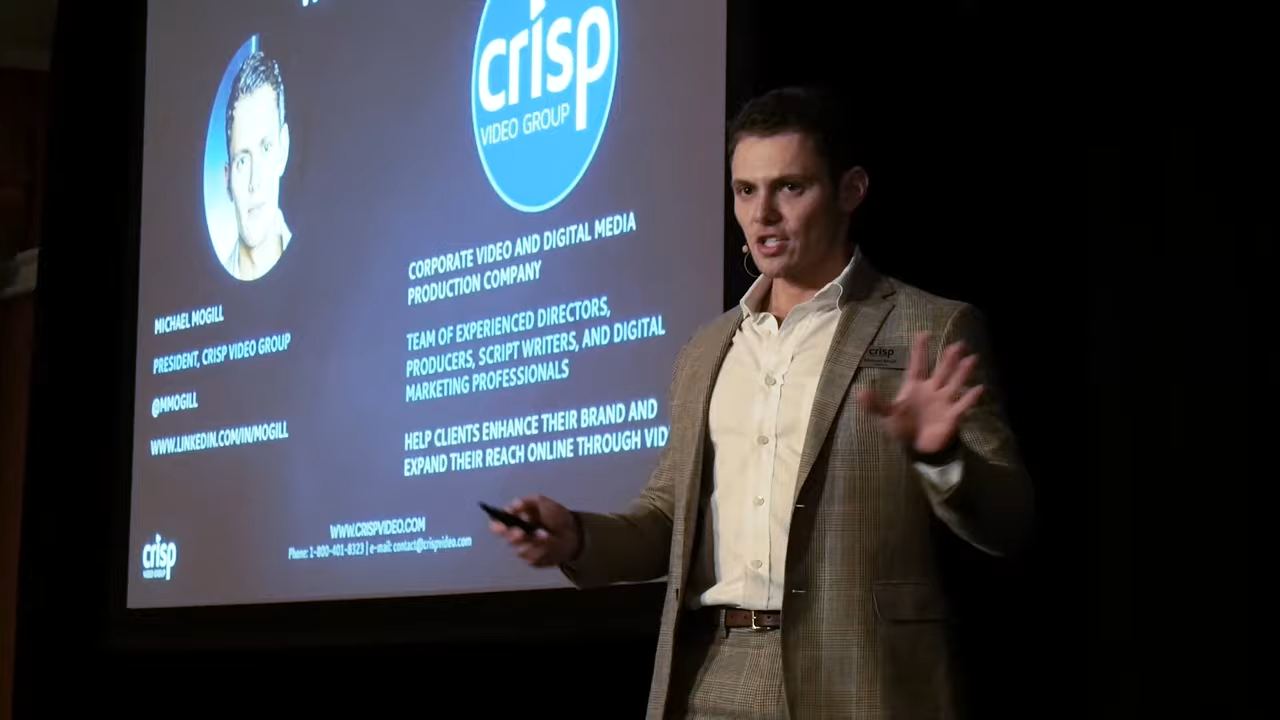 crisp
VIDEO GROUP
CORPORATE VIDEO AND DIGITAL MEDIA
PRODUCTION COMPANY
TEAM OF EXPERIENCED DIRECTORS,
PRODUCERS, SCRIPT WRITERS, AND DIGITAL
MARKETING PROFESSIONALS
HELP CLIENTS ENHANCE THEIR BRAND AND
EXPAND THEIR REACH ONLINE THROUGH VID
MICHAEL MOGILL
PRESIDENT, CRISP VIDEO GROUP
@MMOGILL
WWW.LINKEDIN.COM/IN/MOGILL
WWW.CRISPVIDEO.COM
Phone: 1-800-401-8323 | e-mail: contact@crispvideo.com
crisp
VIDEO GROUP
crisp